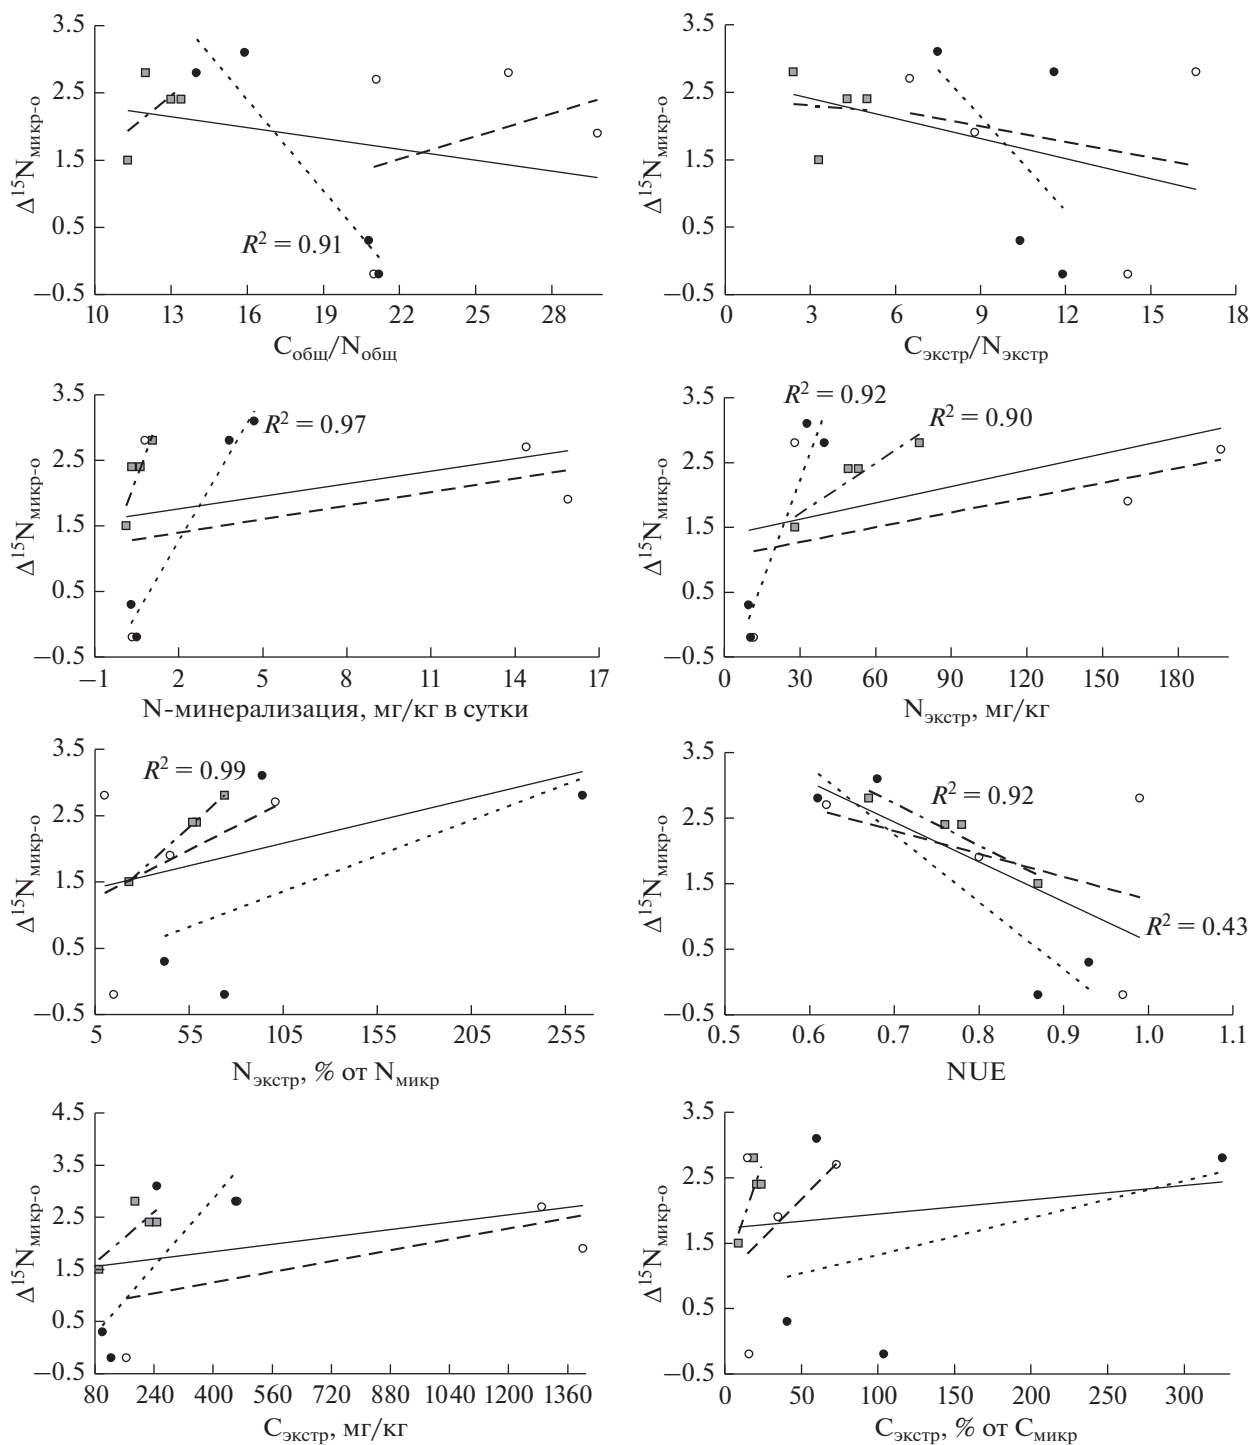 3.5
2.5
1.5
0.5
−0.5
Δ¹⁵Nмикр-о
R² = 0.91
10 13 16 19 22 25 28
Cобщ/Nобщ
3.5
2.5
1.5
0.5
−0.5
Δ¹⁵Nмикр-о
0 3 6 9 12 15 18
Cэкстр/Nэкстр
3.5
2.5
1.5
0.5
−0.5
Δ¹⁵Nмикр-о
R² = 0.97
−1 2 5 8 11 14 17
N-минерализация, мг/кг в сутки
3.5
2.5
1.5
0.5
−0.5
Δ¹⁵Nмикр-о
R² = 0.92
R² = 0.90
0 30 60 90 120 150 180
Nэкстр, мг/кг
3.5
2.5
1.5
0.5
−0.5
Δ¹⁵Nмикр-о
R² = 0.99
5 55 105 155 205 255
Nэкстр, % от Nмикр
3.5
2.5
1.5
0.5
−0.5
Δ¹⁵Nмикр-о
R² = 0.92
R² = 0.43
0.5 0.6 0.7 0.8 0.9 1.0 1.1
NUE
4.5
3.5
2.5
1.5
0.5
−0.5
Δ¹⁵Nмикр-о
80 240 400 560 720 880 1040 1200 1360
Cэкстр, мг/кг
3.5
2.5
1.5
0.5
−0.5
Δ¹⁵Nмикр-о
0 50 100 150 200 250 300
Cэкстр, % от Cмикр